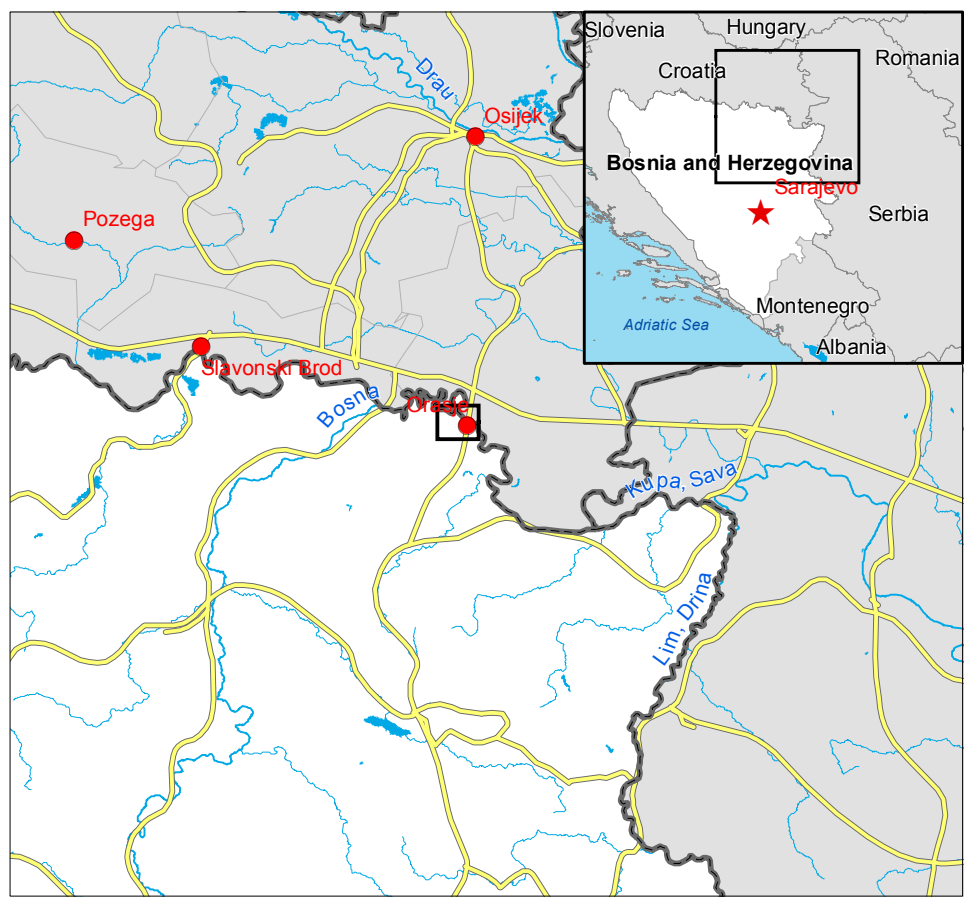 Slovenia
Hungary
Romania
Croatia
Bosnia and Herzegovina
Sarajevo
Serbia
Montenegro
Adriatic Sea
Albania
Drau
Osijek
Pozega
Slavonski Brod
Bosna
Orasje
Kupa, Sava
Lim, Drina